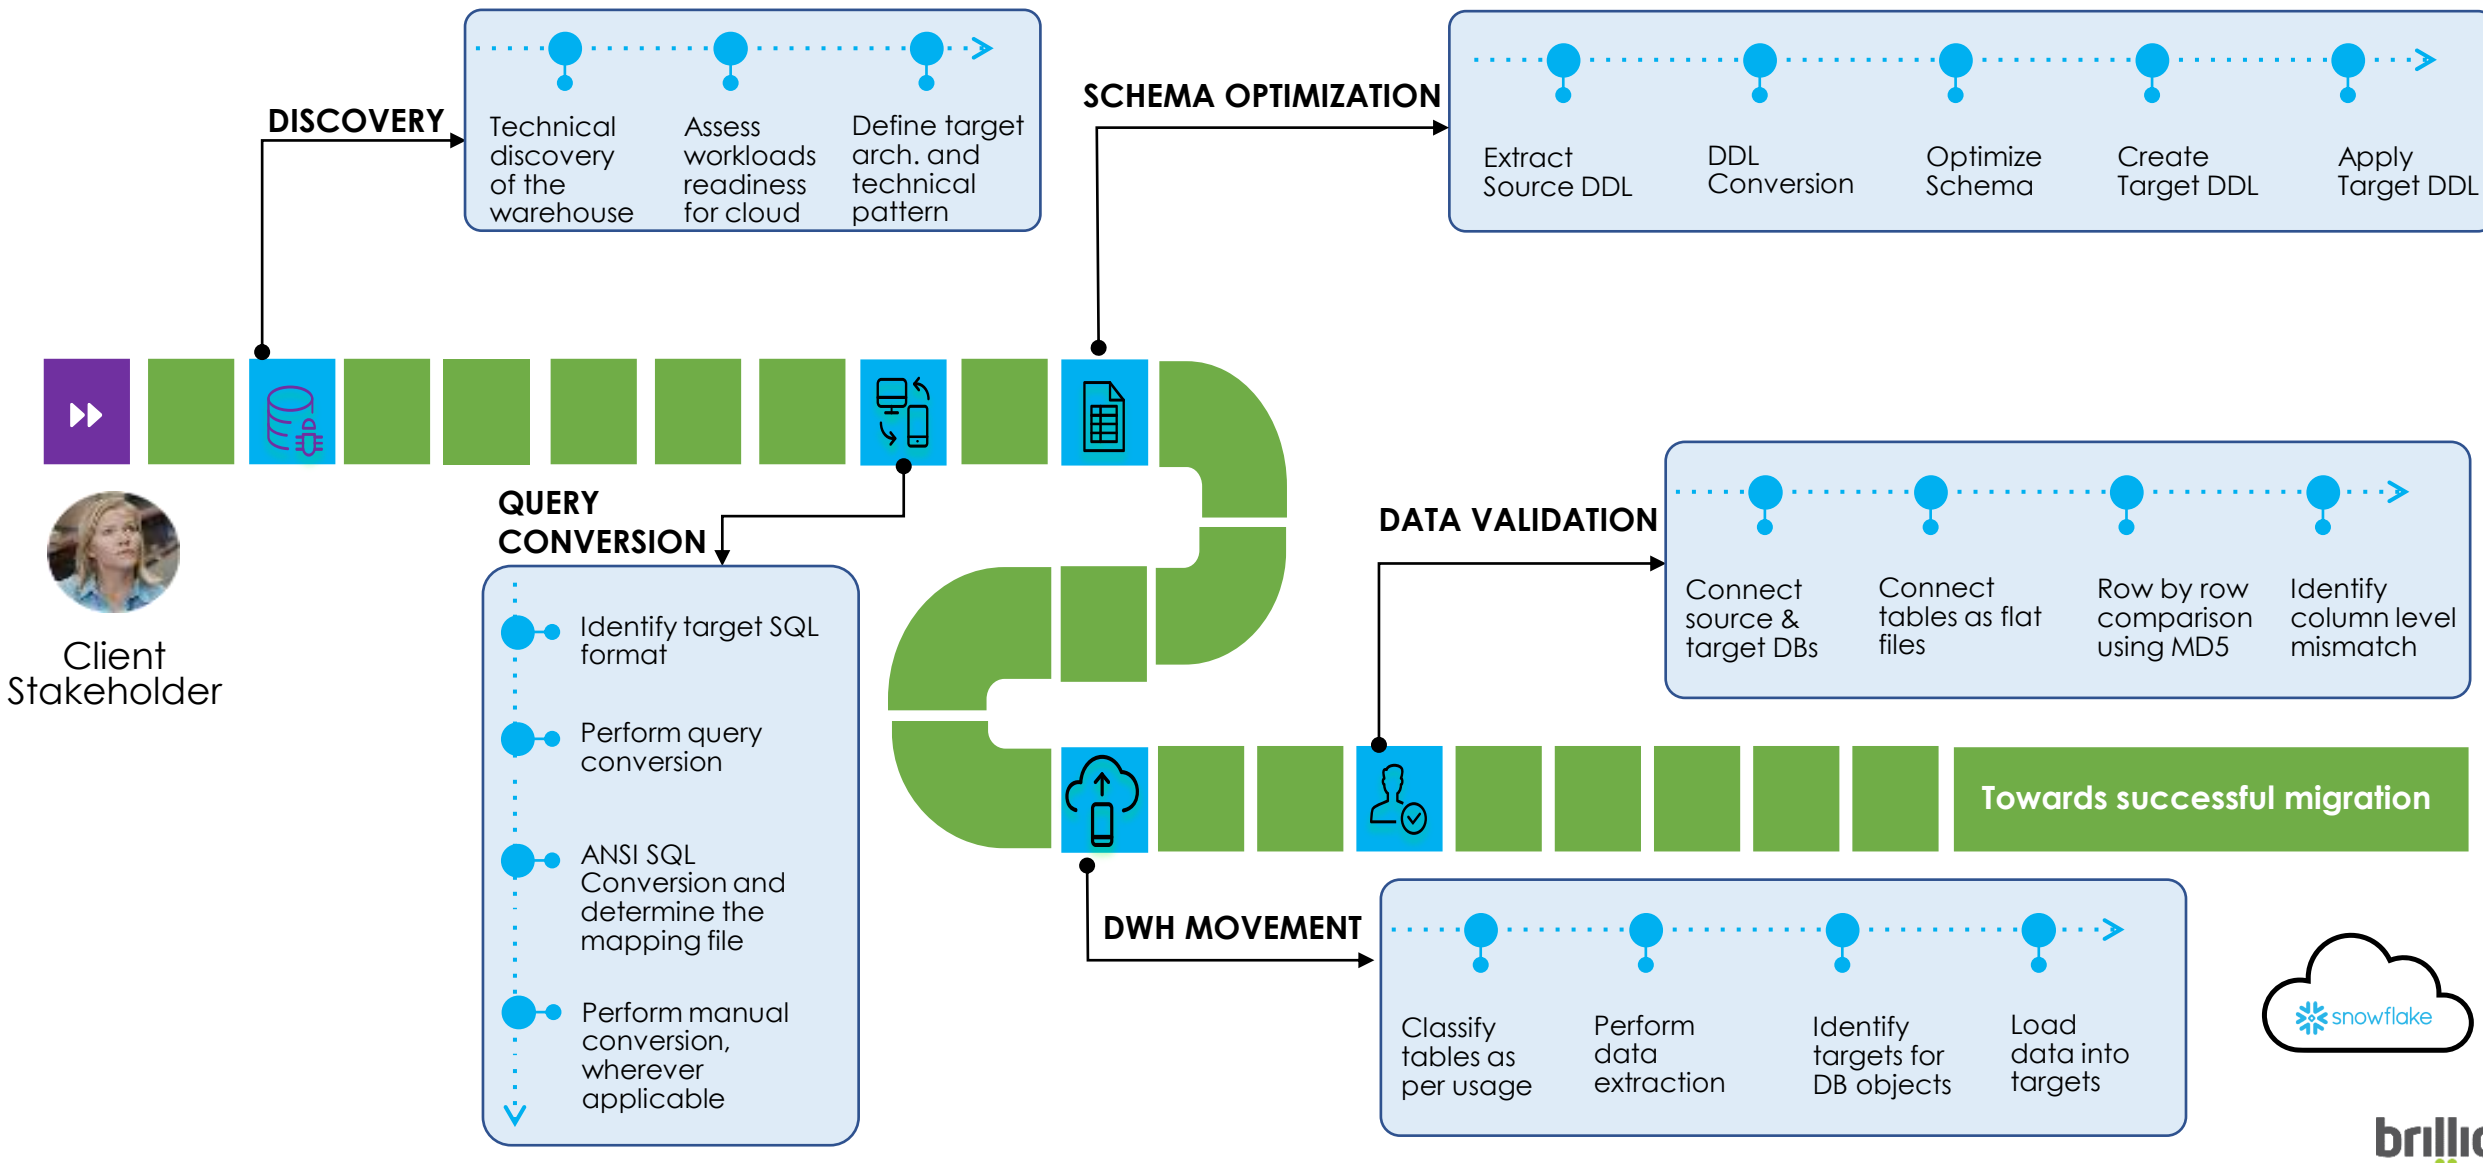 DISCOVERY
Technical
discovery
of the
warehouse
Assess
workloads
readiness
for cloud
Define target
arch. and
technical
pattern
SCHEMA OPTIMIZATION
Extract
Source DDL
DDL
Conversion
Optimize
Schema
Create
Target DDL
Apply
Target DDL
Client
Stakeholder
QUERY
CONVERSION
Identify target SQL
format
Perform query
conversion
ANSI SQL
Conversion and
determine the
mapping file
Perform manual
conversion,
wherever
applicable
DATA VALIDATION
Connect
source &
target DBs
Connect
tables as flat
files
Row by row
comparison
using MD5
Identify
column level
mismatch
Towards successful migration
DWH MOVEMENT
Classify
tables as
per usage
Perform
data
extraction
Identify
targets for
DB objects
Load
data into
targets
snowflake